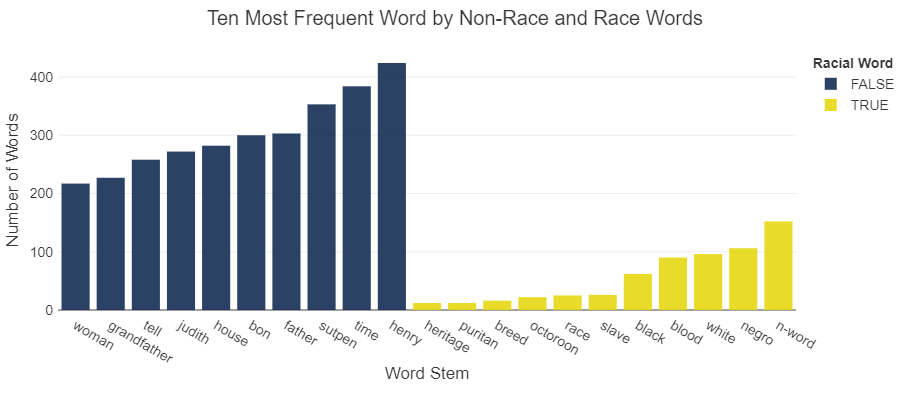 Ten Most Frequent Word by Non-Race and Race Words
Number of Words
400
300
200
100
0
woman
grandfather
tell
judith
house
bon
father
sutpen
time
henry
heritage
puritan
breed
octoroon
race
slave
black
blood
white
negro
n-word
Word Stem
Racial Word
FALSE
TRUE